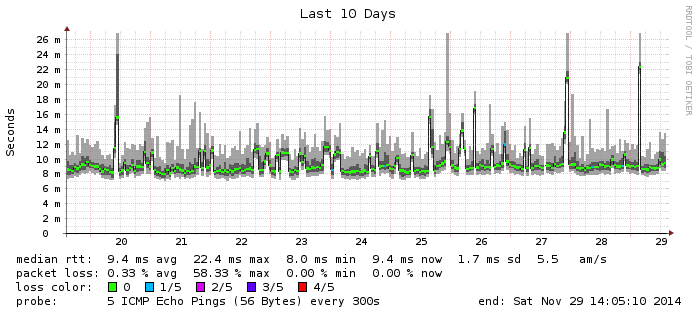 Last 10 Days
RRDTOOL / TOBI OETIKER
Seconds
26 m
24 m
22 m
20 m
18 m
16 m
14 m
12 m
10 m
8 m
6 m
4 m
2 m
0
20 21 22 23 24 25 26 27 28 29
median rtt: 9.4 ms avg 22.4 ms max 8.0 ms min 9.4 ms now 1.7 ms sd 5.5 am/s
packet loss: 0.33 % avg 58.33 % max 0.00 % min 0.00 % now
loss color: 0 1/5 2/5 3/5 4/5
probe: 5 ICMP Echo Pings (56 Bytes) every 300s end: Sat Nov 29 14:05:10 2014